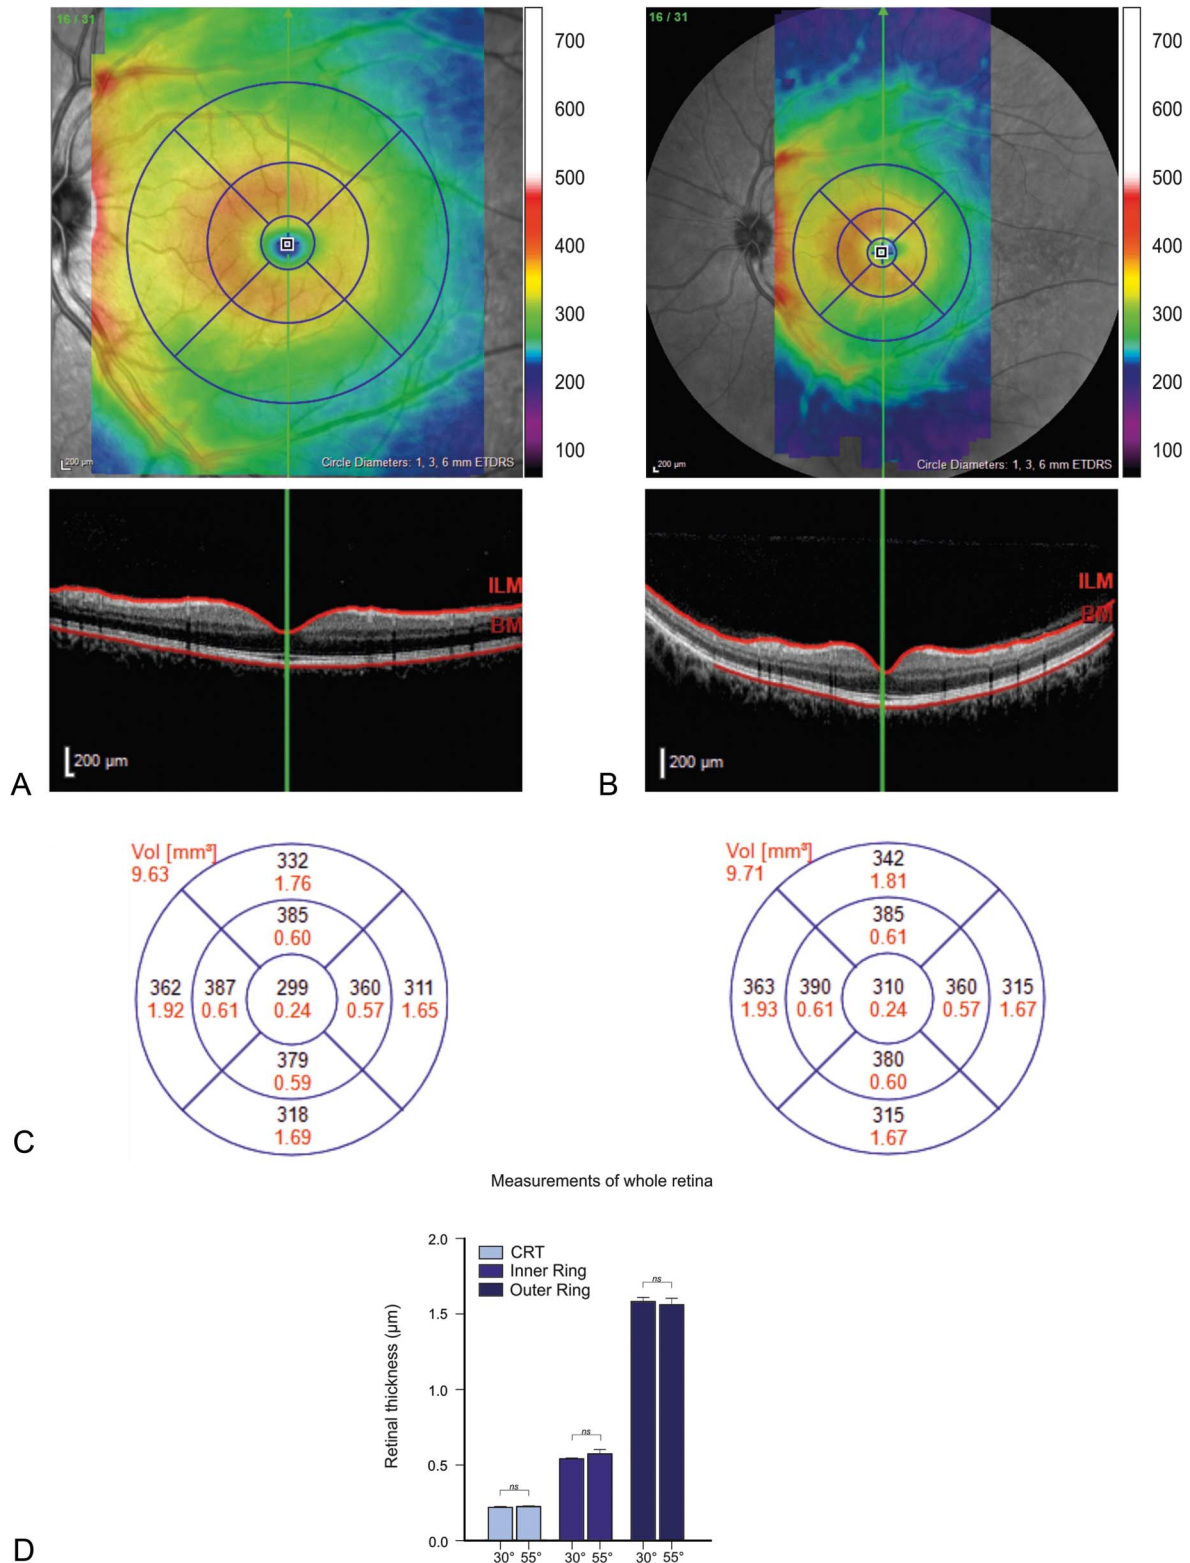 16 / 31
700
600
500
400
300
200
100
200 µm
Circle Diameters: 1, 3, 6 mm ETDRS
ILM
BM
200 µm
A
16 / 31
700
600
500
400
300
200
100
200 µm
Circle Diameters: 1, 3, 6 mm ETDRS
ILM
BM
200 µm
B
Vol [mm³]
9.63
332
1.76
385
0.60
362 387 299 360 311
1.92 0.61 0.24 0.57 1.65
379
0.59
318
1.69
Vol [mm³]
9.71
342
1.81
385
0.61
363 390 310 360 315
1.93 0.61 0.24 0.57 1.67
380
0.60
315
1.67
C
Measurements of whole retina
Retinal thickness (µm)
2.0
1.5
1.0
0.5
0.0
CRT
Inner Ring
Outer Ring
ns
ns
ns
30° 55° 30° 55° 30° 55°
D